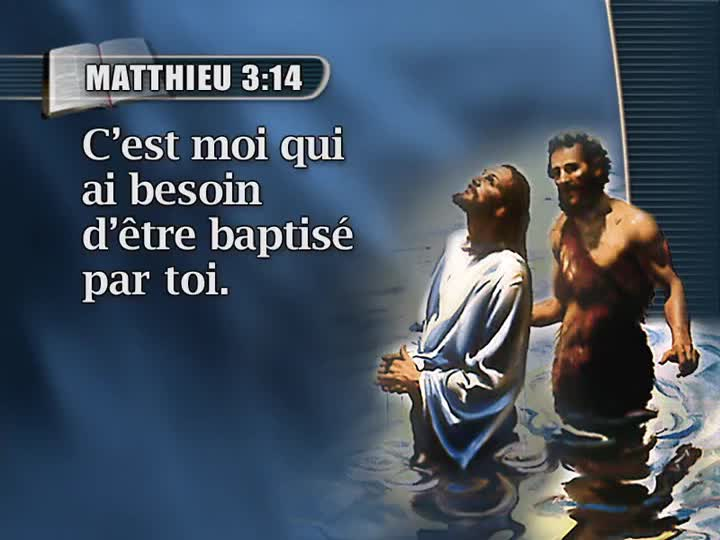 MATTHIEU 3:14
C’est moi qui
ai besoin
d’être baptisé
par toi.